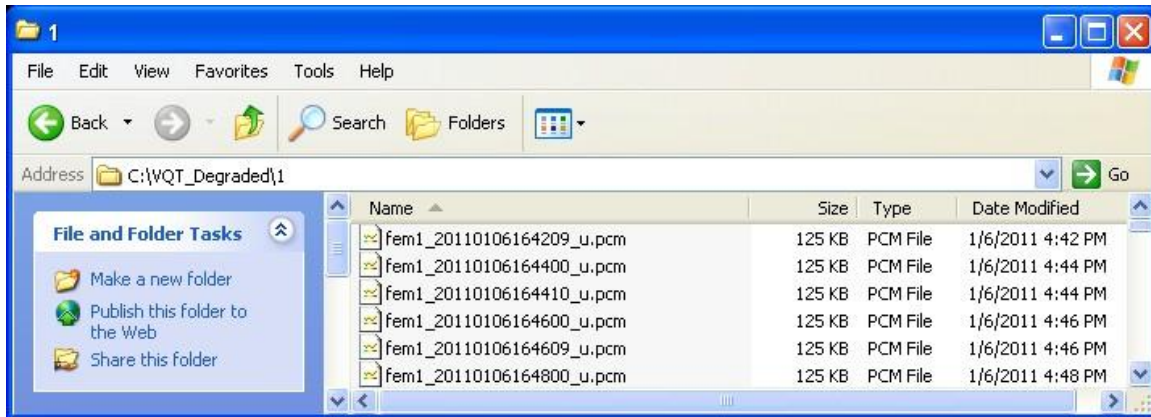 1
File Edit View Favorites Tools Help
Back Search Folders
Address C:\VQT_Degraded\1 Go
File and Folder Tasks
Make a new folder
Publish this folder to
the Web
Share this folder
Name Size Type Date Modified
fem1_20110106164209_u.pcm 125 KB PCM File 1/6/2011 4:42 PM
fem1_20110106164400_u.pcm 125 KB PCM File 1/6/2011 4:44 PM
fem1_20110106164410_u.pcm 125 KB PCM File 1/6/2011 4:44 PM
fem1_20110106164600_u.pcm 125 KB PCM File 1/6/2011 4:46 PM
fem1_20110106164609_u.pcm 125 KB PCM File 1/6/2011 4:46 PM
fem1_20110106164800_u.pcm 125 KB PCM File 1/6/2011 4:48 PM